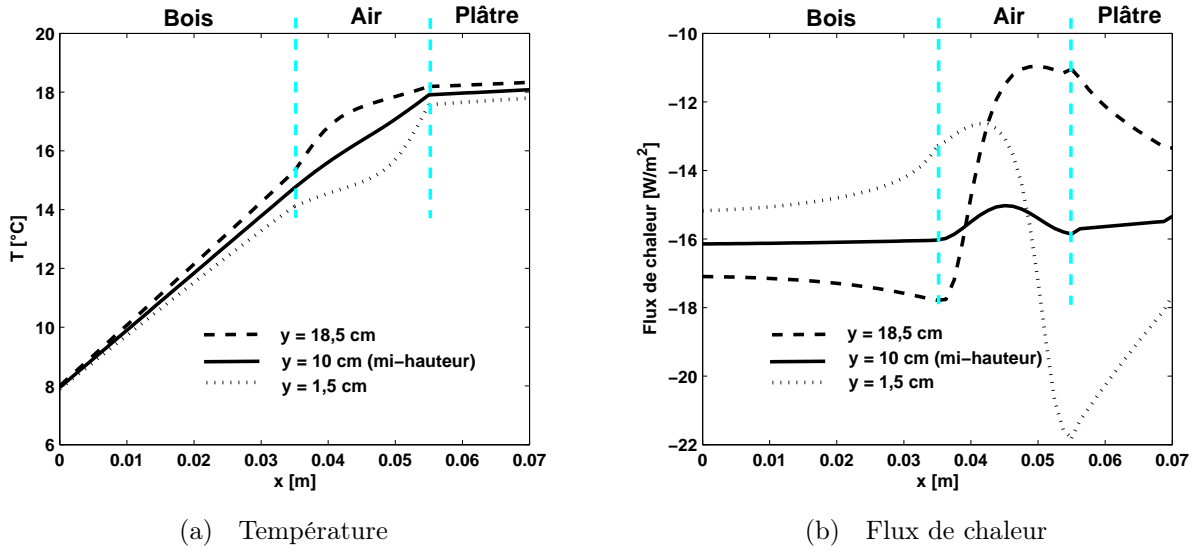 Bois Air Plâtre
20
18
16
14
12
10
8
6
T [°C]
y = 18,5 cm
y = 10 cm (mi−hauteur)
y = 1,5 cm
0 0.01 0.02 0.03 0.04 0.05 0.06 0.07
x [m]
(a) Température
Bois Air Plâtre
−10
−12
−14
−16
−18
−20
−22
Flux de chaleur [W/m²]
y = 18,5 cm
y = 10 cm (mi−hauteur)
y = 1,5 cm
0 0.01 0.02 0.03 0.04 0.05 0.06 0.07
x [m]
(b) Flux de chaleur